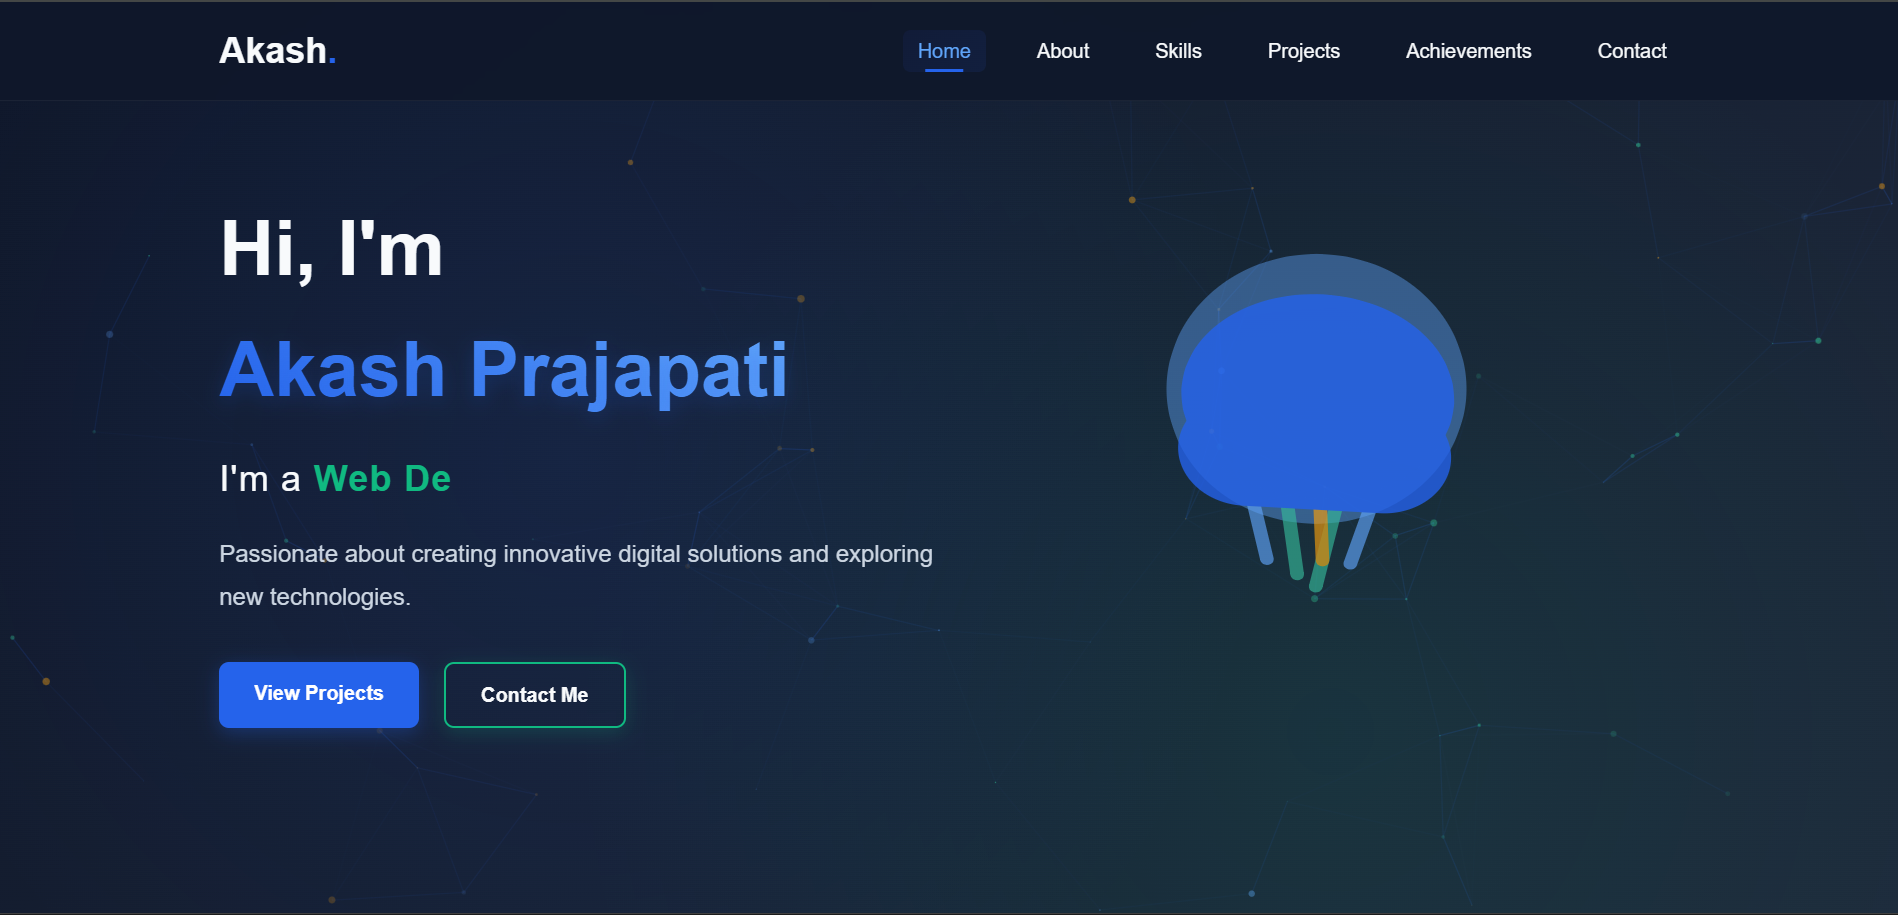 Akash.
Home About Skills Projects Achievements Contact
Hi, I'm
Akash Prajapati
I'm a Web De
Passionate about creating innovative digital solutions and exploring
new technologies.
View Projects Contact Me